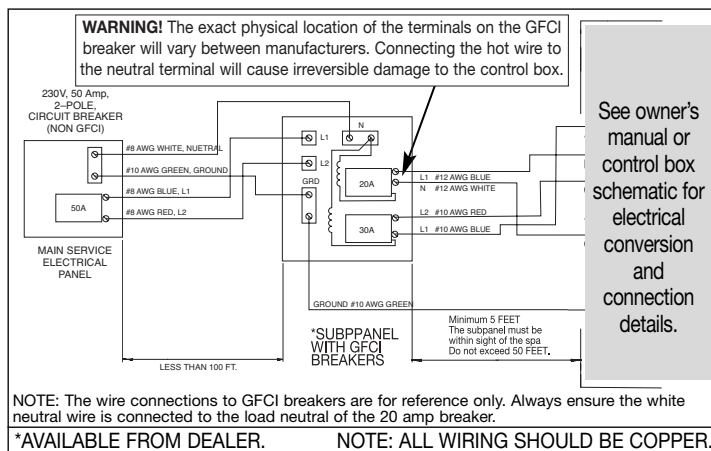 WARNING! The exact physical location of the terminals on the GFCI
breaker will vary between manufacturers. Connecting the hot wire to
the neutral terminal will cause irreversible damage to the control box.
230V, 50 Amp,
2–POLE,
CIRCUIT BREAKER
(NON GFCI)
#8 AWG WHITE, NUETRAL
#10 AWG GREEN, GROUND
#8 AWG BLUE, L1
#8 AWG RED, L2
50A
MAIN SERVICE
ELECTRICAL
PANEL
N
L1
L2
GRD
20A
30A
L1 #12 AWG BLUE
N #12 AWG WHITE
L2 #10 AWG RED
L1 #10 AWG BLUE
GROUND #10 AWG GREEN
*SUBPPANEL
WITH GFCI
BREAKERS
LESS THAN 100 FT.
Minimum 5 FEET
The subpanel must be
within sight of the spa
Do not exceed 50 FEET.
See owner's
manual or
control box
schematic for
electrical
conversion
and
connection
details.
NOTE: The wire connections to GFCI breakers are for reference only. Always ensure the white
neutral wire is connected to the load neutral of the 20 amp breaker.
*AVAILABLE FROM DEALER. NOTE: ALL WIRING SHOULD BE COPPER.